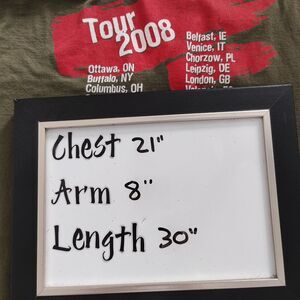 Tour
2008
Ottawa, ON
Buffalo, NY
Columbus, OH
Belfast, IE
Venice, IT
Chorzow, PL
Leipzig, DE
London, GB
Chest 21"
Arm 8"
Length 30"